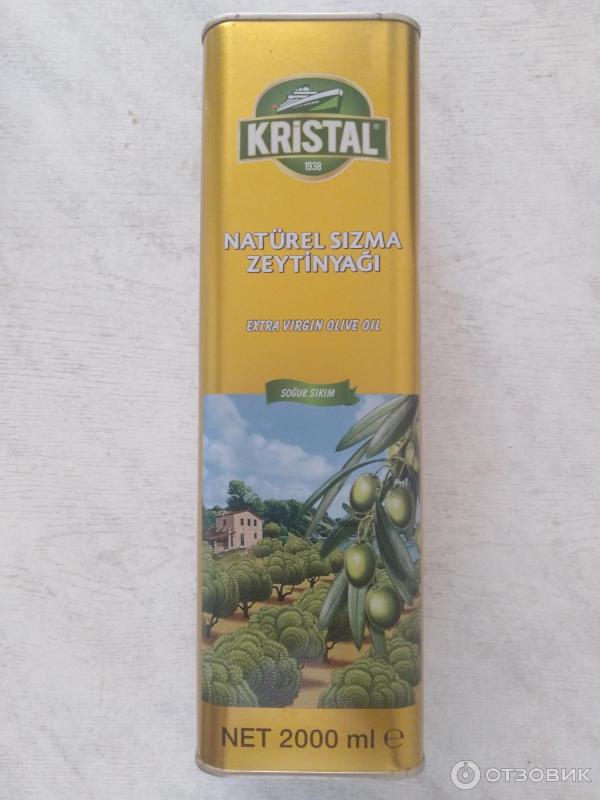 KRiSTAL®
1938
NATÜREL SIZMA
ZEYTİNYAĞI
EXTRA VIRGIN OLIVE OIL
SOĞUK SIKIM
NET 2000 ml ℮
ОТЗОВИК